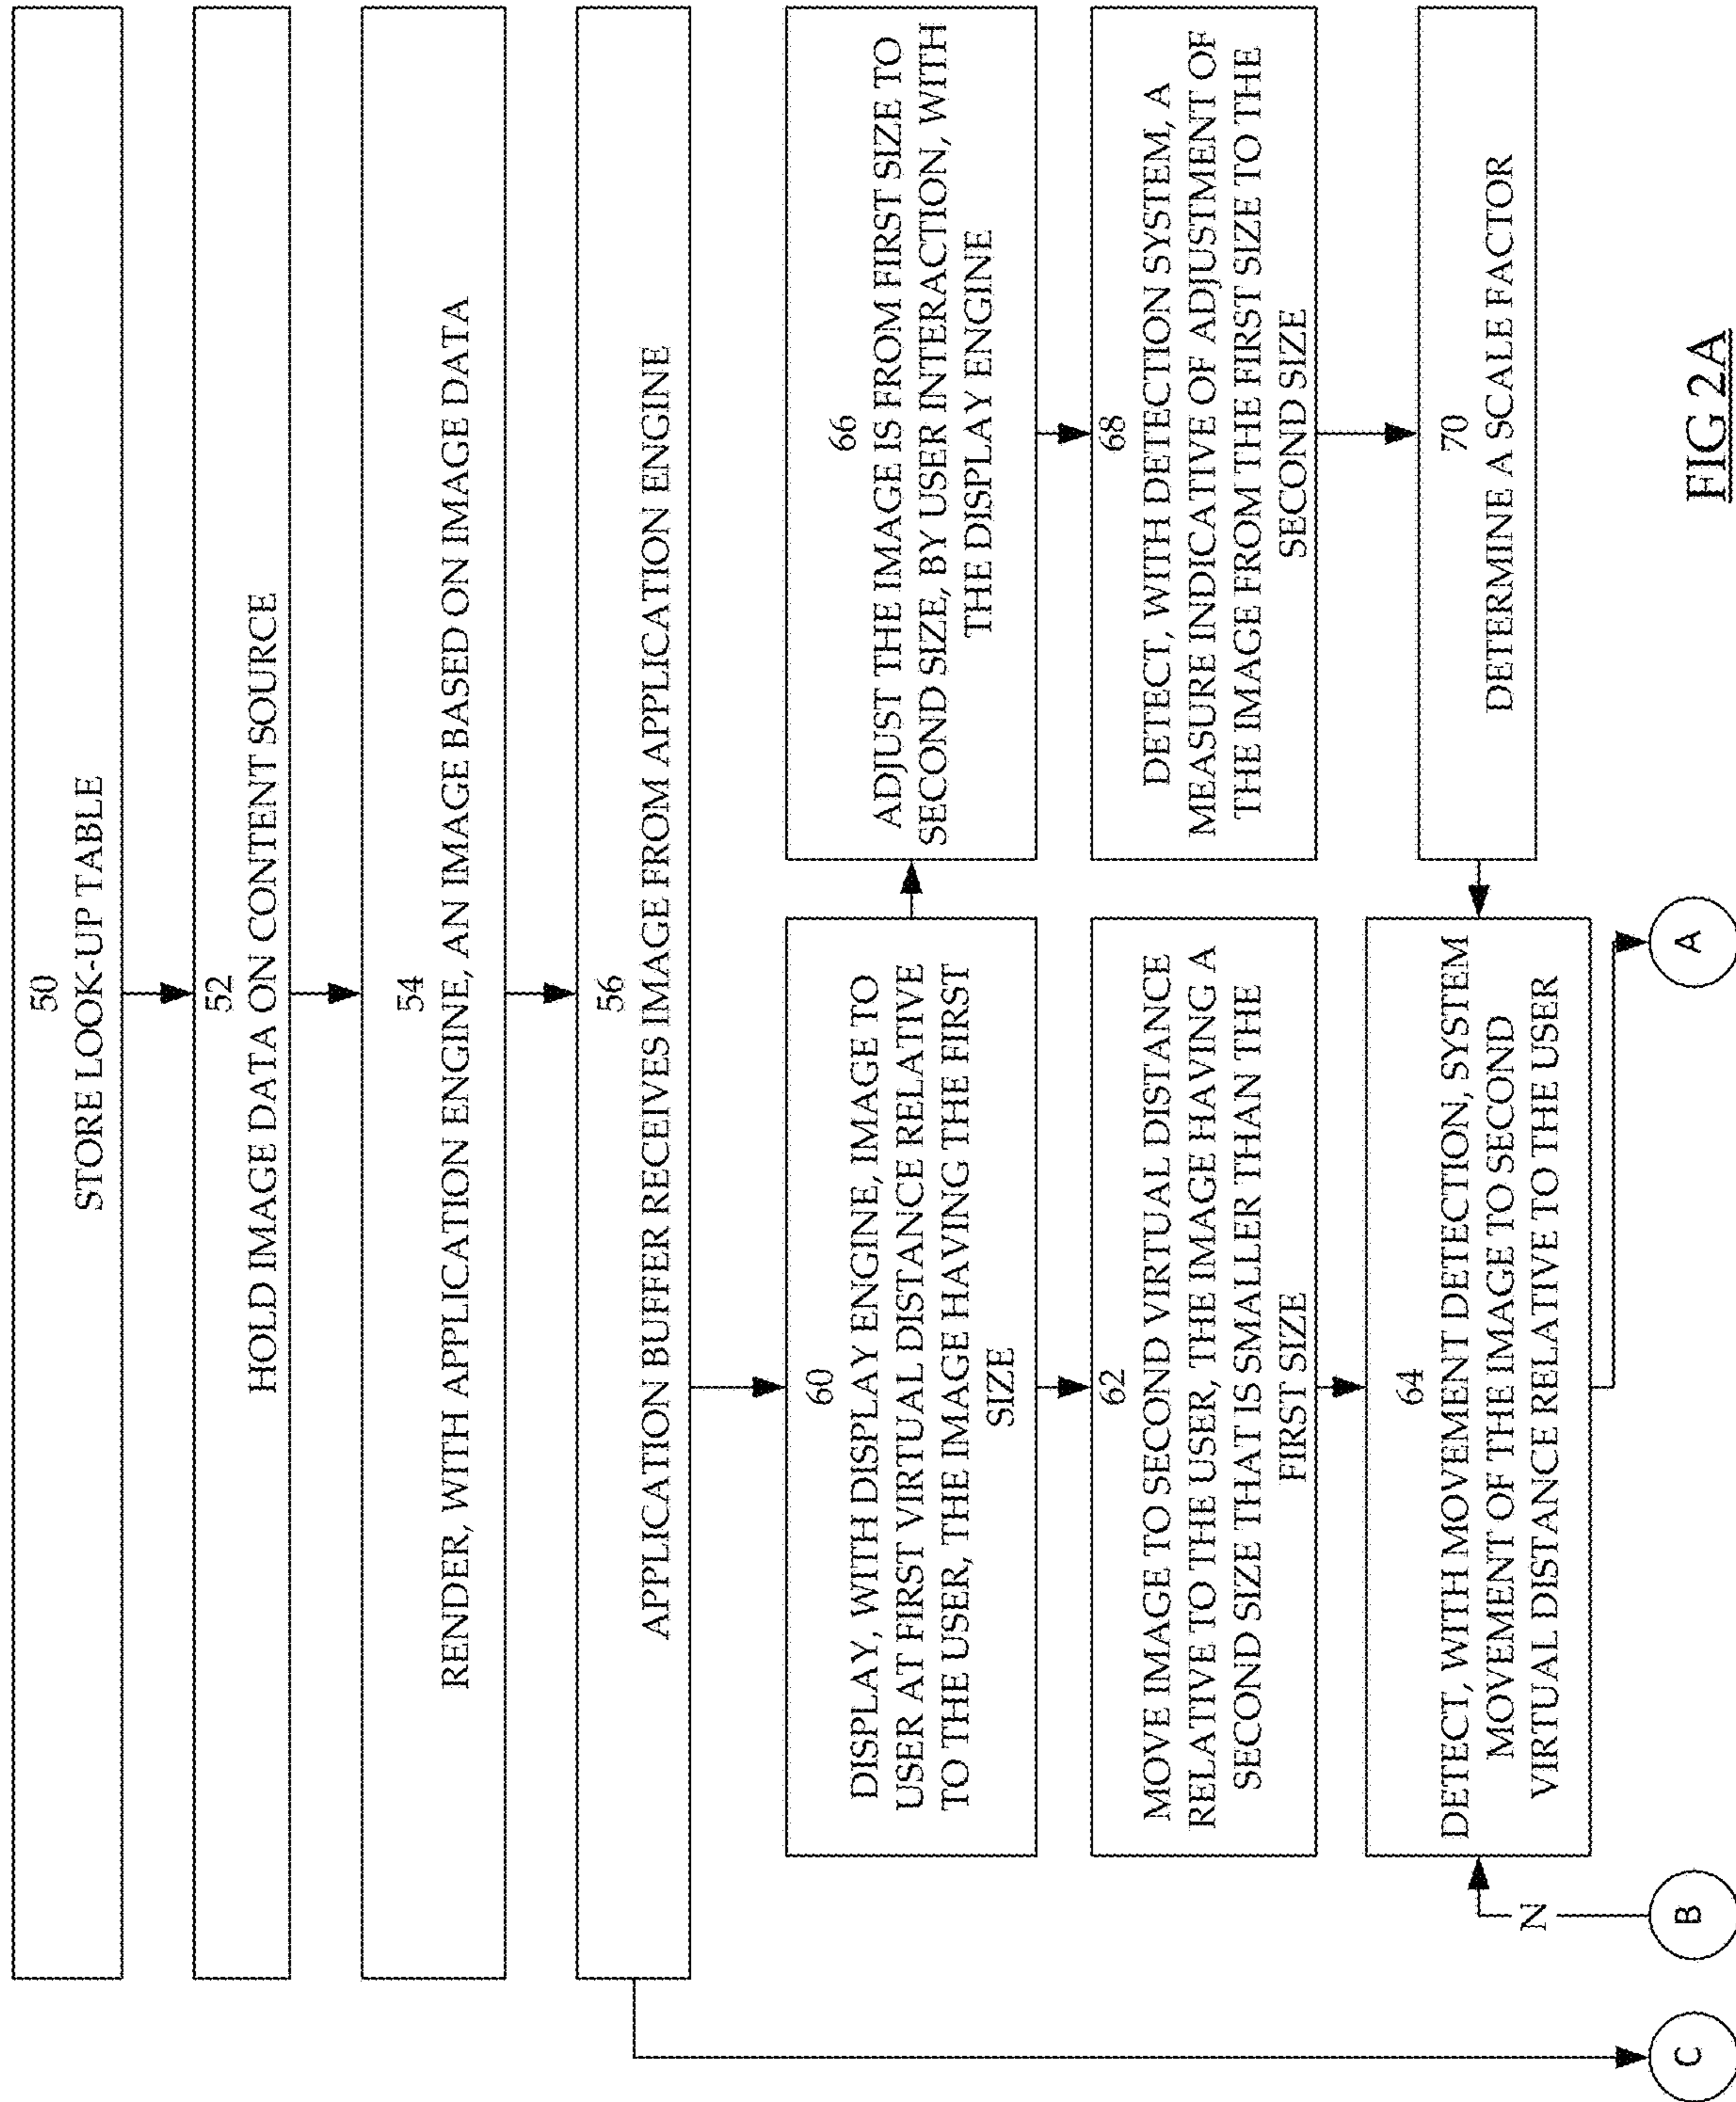 50
STORE LOOK-UP TABLE
52
HOLD IMAGE DATA ON CONTENT SOURCE
54
RENDER, WITH APPLICATION ENGINE, AN IMAGE BASED ON IMAGE DATA
56
APPLICATION BUFFER RECEIVES IMAGE FROM APPLICATION ENGINE
60
DISPLAY, WITH DISPLAY ENGINE, IMAGE TO
USER AT FIRST VIRTUAL DISTANCE RELATIVE
TO THE USER, THE IMAGE HAVING THE FIRST
SIZE
62
MOVE IMAGE TO SECOND VIRTUAL DISTANCE
RELATIVE TO THE USER, THE IMAGE HAVING A
SECOND SIZE THAT IS SMALLER THAN THE
FIRST SIZE
64
DETECT, WITH MOVEMENT DETECTION, SYSTEM
MOVEMENT OF THE IMAGE TO SECOND
VIRTUAL DISTANCE RELATIVE TO THE USER
66
ADJUST THE IMAGE IS FROM FIRST SIZE TO
SECOND SIZE, BY USER INTERACTION, WITH
THE DISPLAY ENGINE
68
DETECT, WITH DETECTION SYSTEM, A
MEASURE INDICATIVE OF ADJUSTMENT OF
THE IMAGE FROM THE FIRST SIZE TO THE
SECOND SIZE
70
DETERMINE A SCALE FACTOR
N
C
B
A
FIG 2A